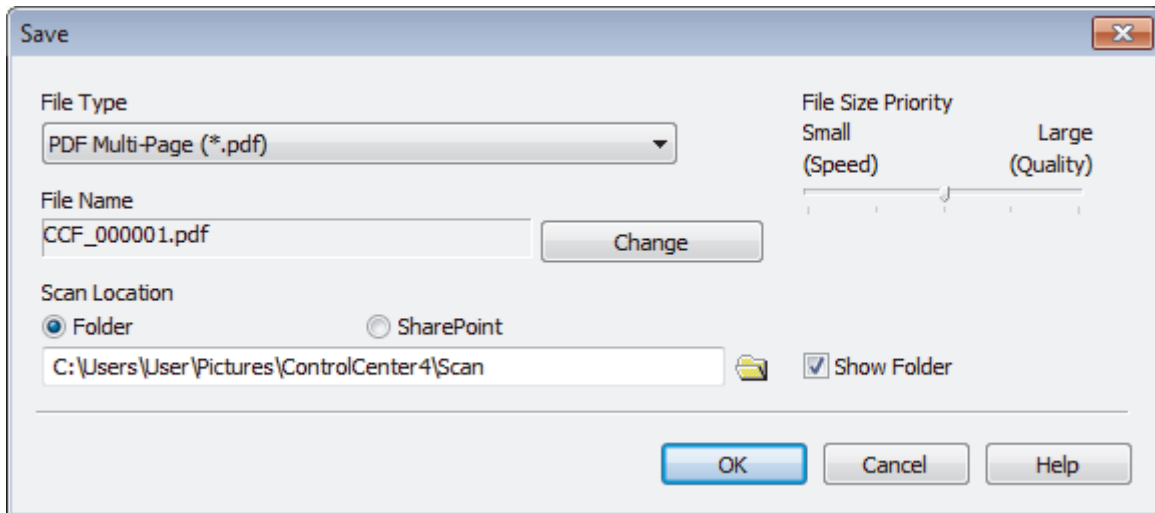 Save
File Type
PDF Multi-Page (*.pdf)
File Size Priority
Small Large
(Speed) (Quality)
File Name
CCF_000001.pdf
Change
Scan Location
Folder SharePoint
C:\Users\User\Pictures\ControlCenter4\Scan
Show Folder
OK Cancel Help